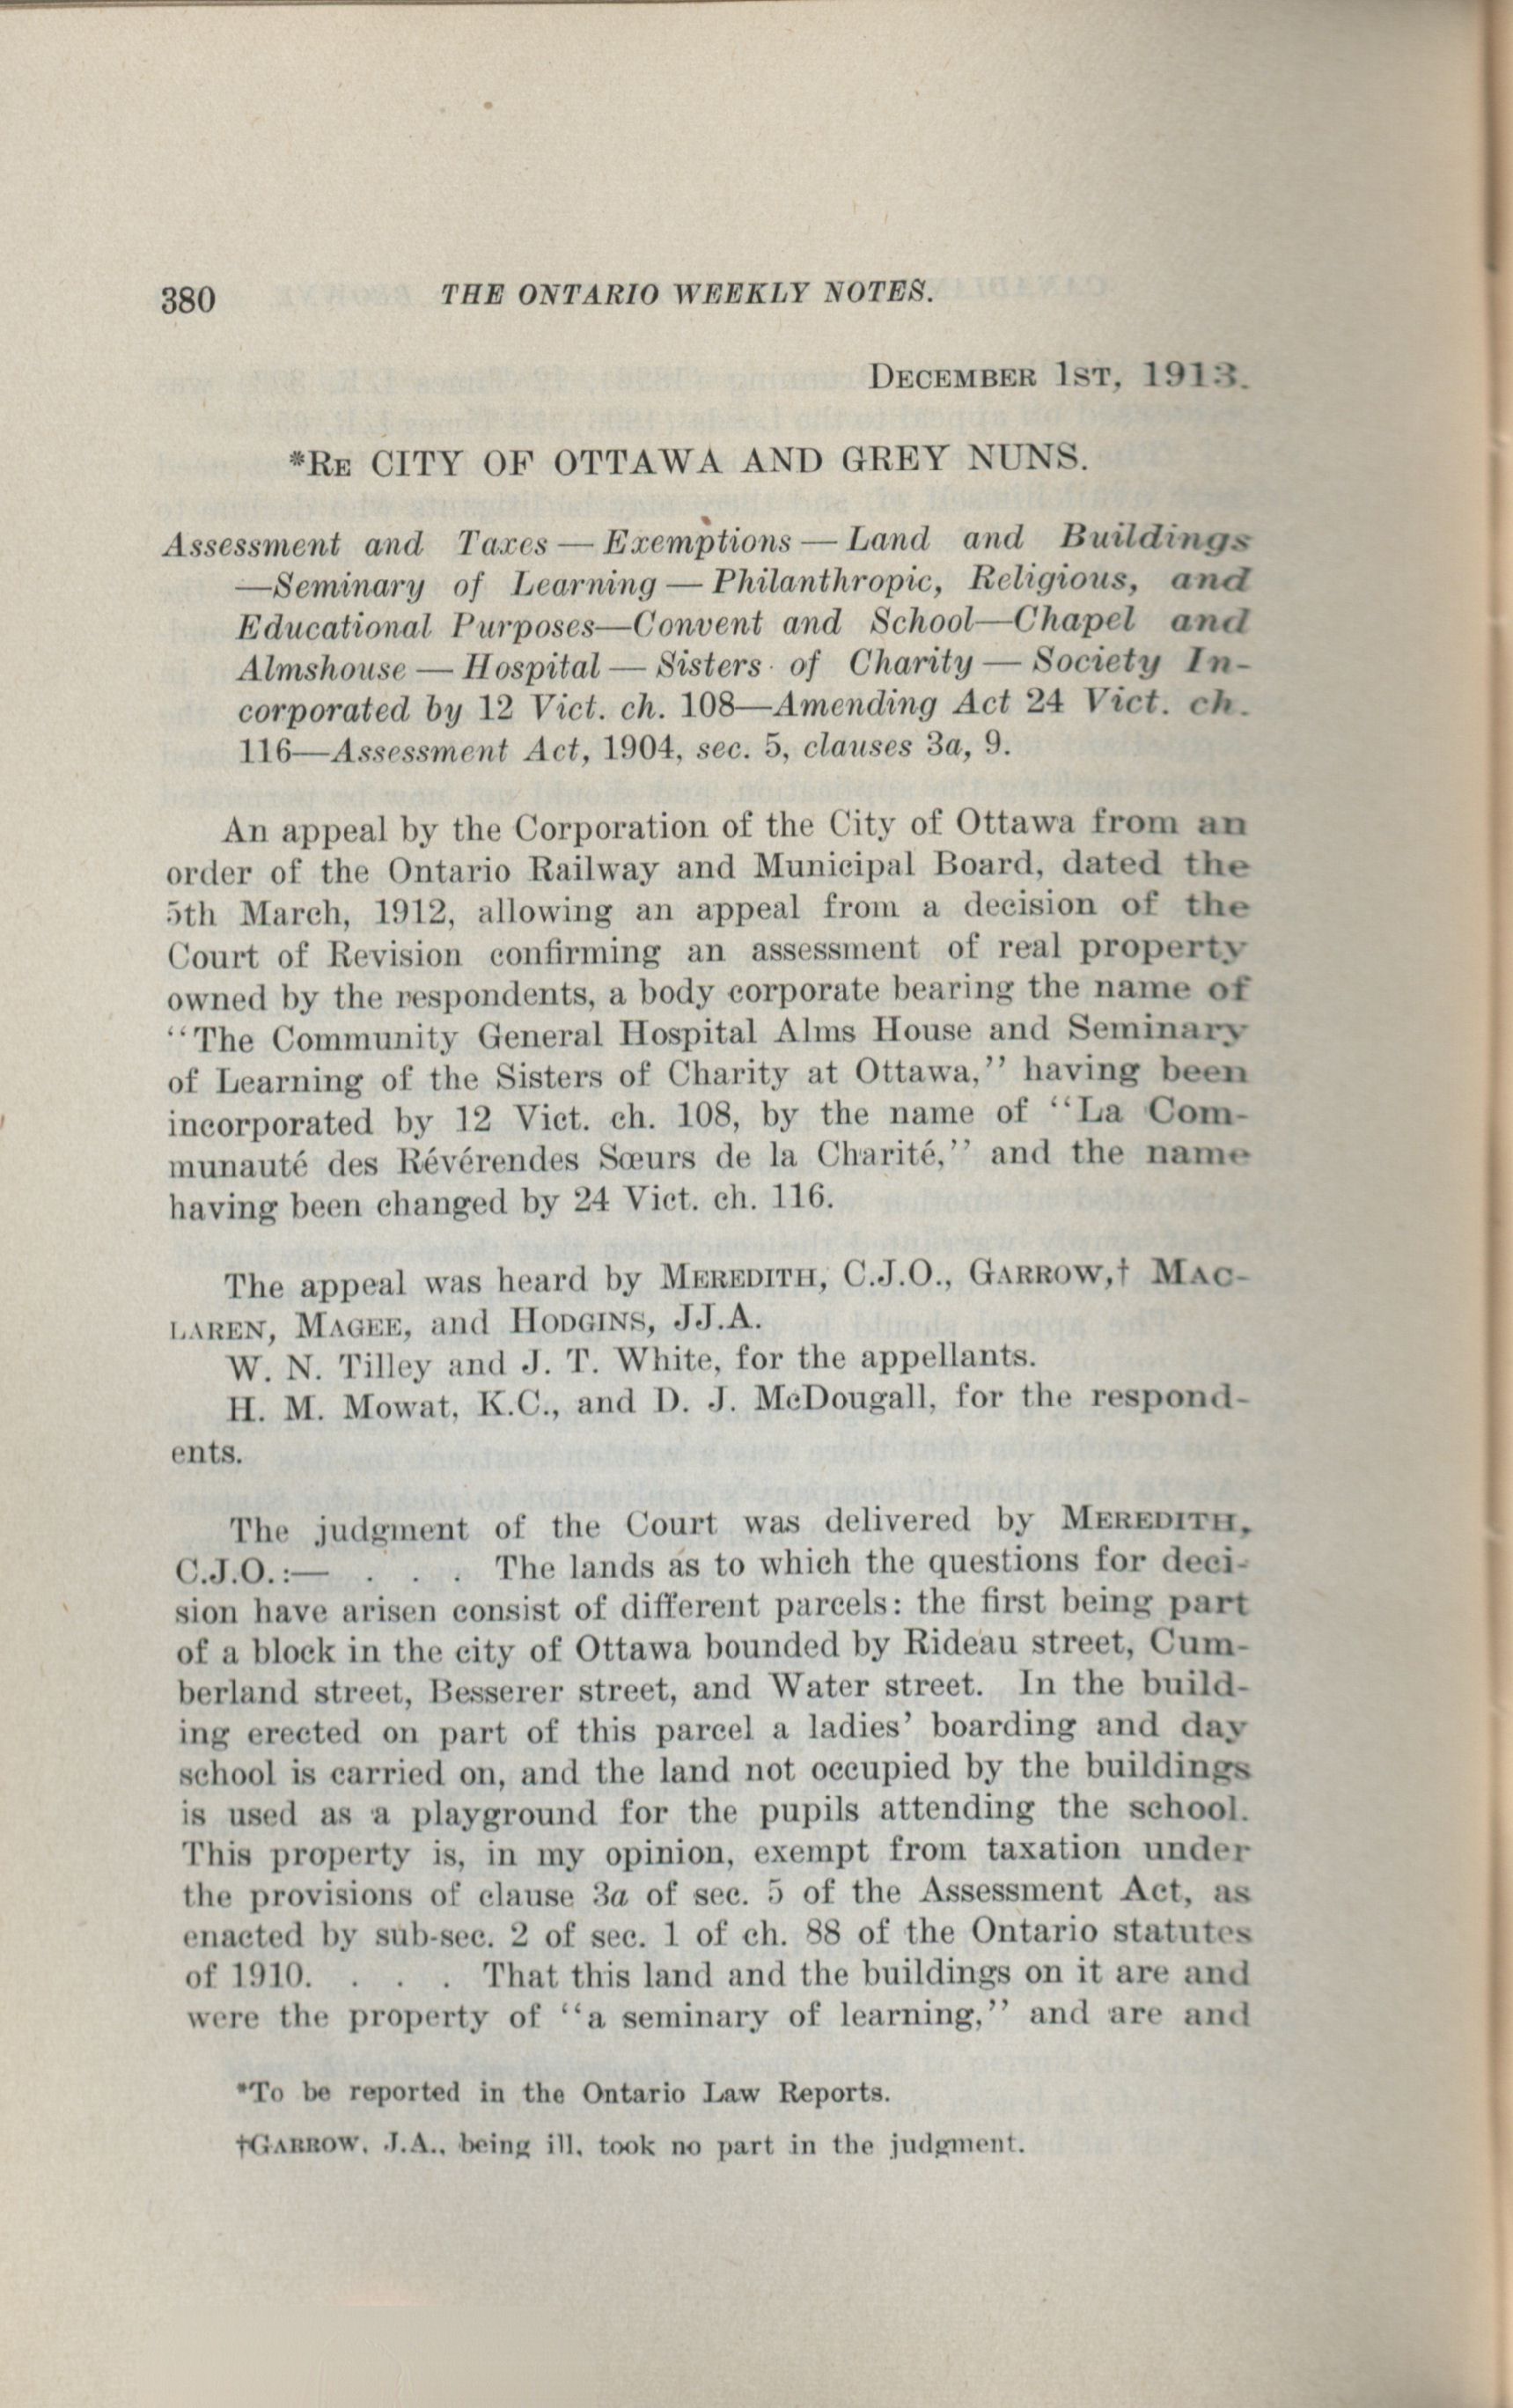 380 THE ONTARIO WEEKLY NOTES.
DECEMBER 1ST, 1913.
*RE CITY OF OTTAWA AND GREY NUNS.
Assessment and Taxes — Exemptions — Land and Buildings
—Seminary of Learning — Philanthropic, Religious, and
Educational Purposes—Convent and School—Chapel and
Almshouse — Hospital — Sisters of Charity — Society In-
corporated by 12 Vict. ch. 108—Amending Act 24 Vict. ch.
116—Assessment Act, 1904, sec. 5, clauses 3a, 9.
An appeal by the Corporation of the City of Ottawa from an
order of the Ontario Railway and Municipal Board, dated the
5th March, 1912, allowing an appeal from a decision of the
Court of Revision confirming an assessment of real property
owned by the respondents, a body corporate bearing the name of
"The Community General Hospital Alms House and Seminary
of Learning of the Sisters of Charity at Ottawa," having been
incorporated by 12 Vict. ch. 108, by the name of "La Com-
munauté des Révérendes Sœurs de la Charité," and the name
having been changed by 24 Vict. ch. 116.
The appeal was heard by MEREDITH, C.J.O., GARROW,† MAC-
LAREN, MAGEE, and HODGINS, JJ.A.
W. N. Tilley and J. T. White, for the appellants.
H. M. Mowat, K.C., and D. J. McDougall, for the respond-
ents.
The judgment of the Court was delivered by MEREDITH,
C.J.O.:— . . . The lands as to which the questions for deci-
sion have arisen consist of different parcels: the first being part
of a block in the city of Ottawa bounded by Rideau street, Cum-
berland street, Besserer street, and Water street. In the build-
ing erected on part of this parcel a ladies' boarding and day
school is carried on, and the land not occupied by the buildings
is used as a playground for the pupils attending the school.
This property is, in my opinion, exempt from taxation under
the provisions of clause 3a of sec. 5 of the Assessment Act, as
enacted by sub-sec. 2 of sec. 1 of ch. 88 of the Ontario statutes
of 1910. . . . That this land and the buildings on it are and
were the property of "a seminary of learning," and are and
*To be reported in the Ontario Law Reports.
†GARROW, J.A., being ill, took no part in the judgment.